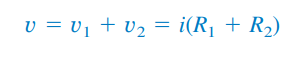 v = v₁ + v₂ = i(R₁ + R₂)